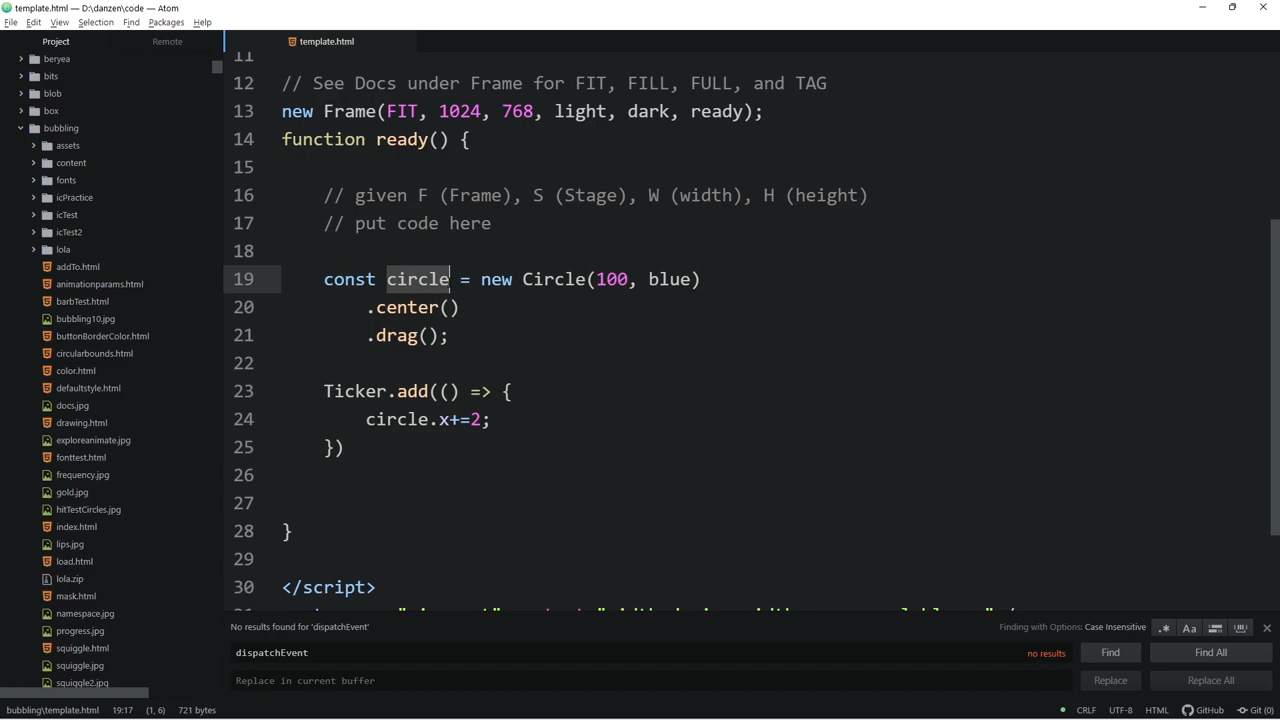 template.html — D:\danzen\code — Atom
File Edit View Selection Find Packages Help
Project Remote
template.html
beryea
bits
blob
box
bubbling
assets
content
fonts
icPractice
icTest
icTest2
lola
addTo.html
animationparams.html
barbTest.html
bubbling10.jpg
buttonBorderColor.html
circularbounds.html
color.html
defaultstyle.html
docs.jpg
drawing.html
exploreanimate.jpg
fonttest.html
frequency.jpg
gold.jpg
hitTestCircles.jpg
index.html
lips.jpg
load.html
lola.zip
mask.html
namespace.jpg
progress.jpg
squiggle.html
squiggle.jpg
squiggle2.jpg
11
12 // See Docs under Frame for FIT, FILL, FULL, and TAG
13 new Frame(FIT, 1024, 768, light, dark, ready);
14 function ready() {
15
16 // given F (Frame), S (Stage), W (width), H (height)
17 // put code here
18
19 const circle = new Circle(100, blue)
20 .center()
21 .drag();
22
23 Ticker.add(() => {
24 circle.x+=2;
25 })
26
27
28 }
29
30 </script>
No results found for 'dispatchEvent' Finding with Options: Case Insensitive .* Aa
dispatchEvent no results Find Find All
Replace in current buffer Replace Replace All
bubbling\template.html 19:17 (1, 6) 721 bytes CRLF UTF-8 HTML GitHub Git (0)